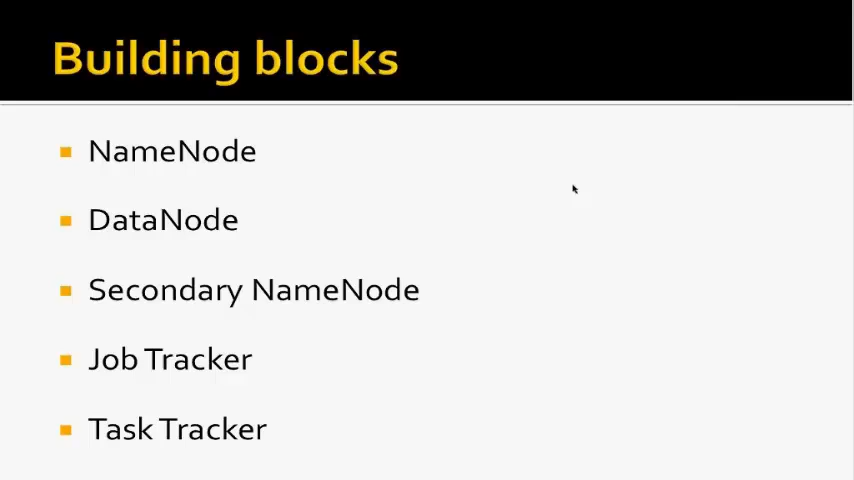 Building blocks
NameNode
DataNode
Secondary NameNode
Job Tracker
Task Tracker